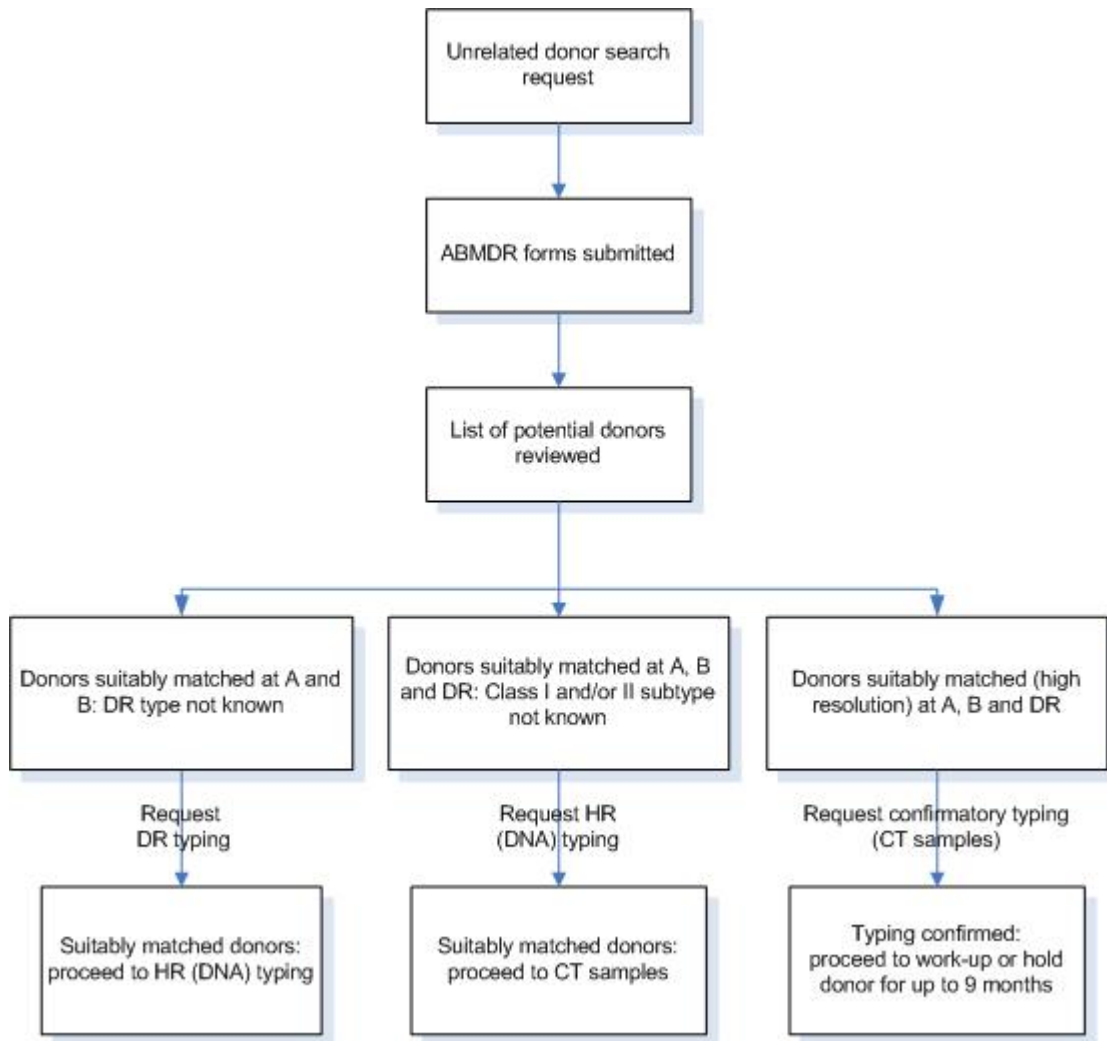 Unrelated donor search
request
ABMDR forms submitted
List of potential donors
reviewed
Donors suitably matched at A and
B: DR type not known
Donors suitably matched at A, B
and DR: Class I and/or II subtype
not known
Donors suitably matched (high
resolution) at A, B and DR
Request
DR typing
Request HR
(DNA) typing
Request confirmatory typing
(CT samples)
Suitably matched donors:
proceed to HR (DNA) typing
Suitably matched donors:
proceed to CT samples
Typing confirmed:
proceed to work-up or hold
donor for up to 9 months